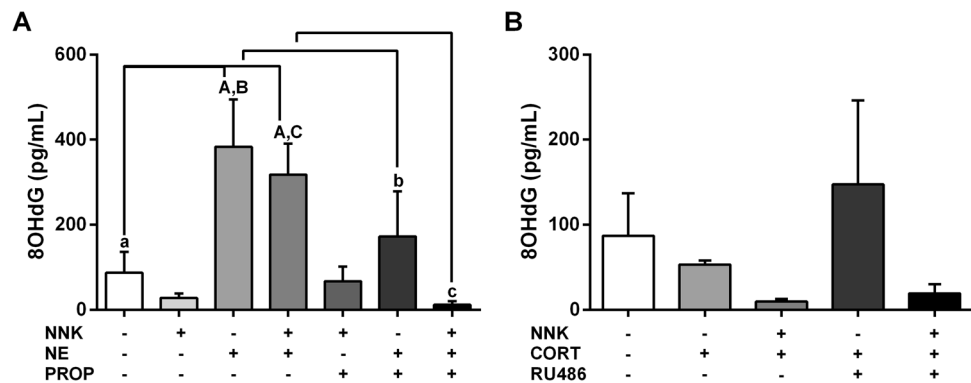 A
8OHdG (pg/mL)
600
400
200
0
a
A,B
A,C
b
c
NNK - + - + + - +
NE - - + + - + +
PROP - - - - + + +
B
8OHdG (pg/mL)
300
200
100
0
NNK - - + - +
CORT - + + + +
RU486 - - - + +